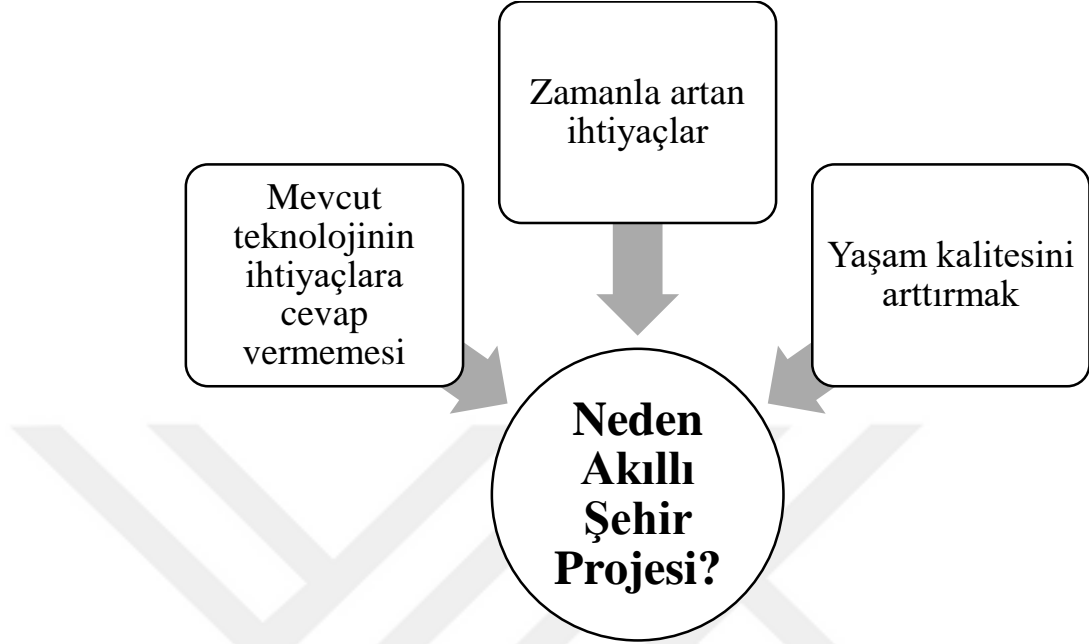 Mevcut
teknolojinin
ihtiyaçlara
cevap
vermemesi
Zamanla artan
ihtiyaçlar
Yaşam kalitesini
arttırmak
Neden
Akıllı
Şehir
Projesi?